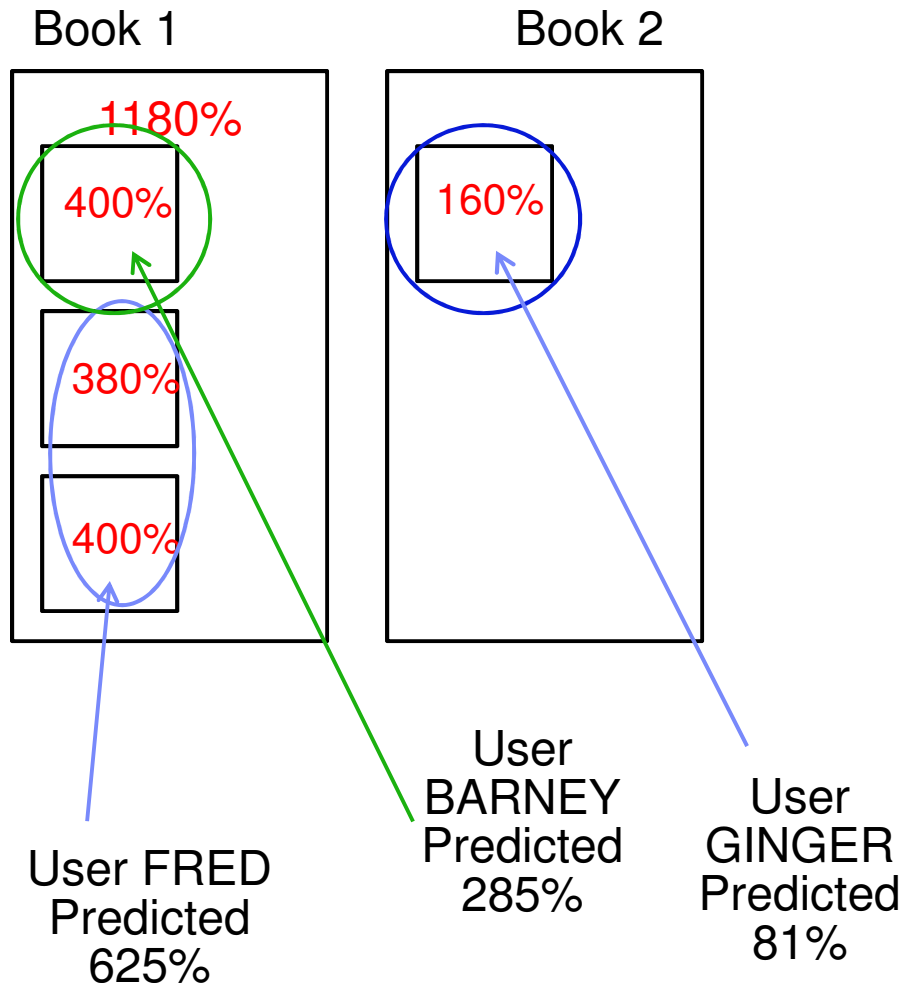 Book 1
Book 2
1180%
400%
160%
380%
400%
User
BARNEY
Predicted
285%
User
GINGER
Predicted
81%
User FRED
Predicted
625%